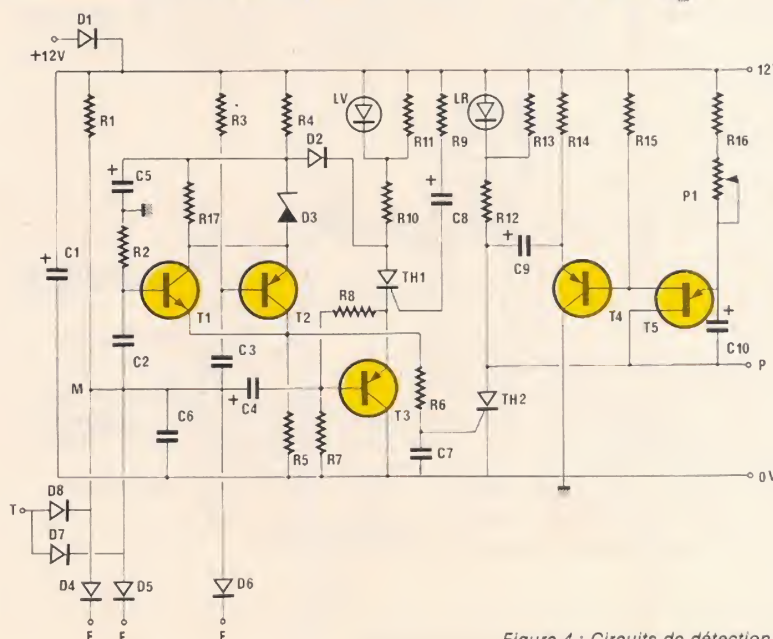 D1
+12V
12V
R1
R3
R4
LV
R11
R9
LR
R13
R14
R15
R16
D2
C5
+
R17
D3
R10
C8
+
R12
P1
R2
C1
+
T1
T2
R8
TH1
C9
+
T4
T5
C10
+
C2
C3
M
C6
C4
+
T3
R6
TH2
P
R5
R7
C7
0V
T
D8
D7
D4
D5
D6
E
E
E
Figure 4 : Circuits de détection